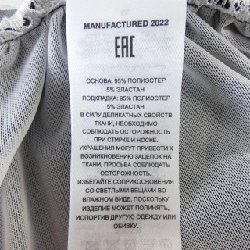 MANUFACTURED 2022
EAC
ОСНОВА: 95% ПОЛИЭСТЕР
5% ЭЛАСТАН
ПОДКЛАДКА: 95% ПОЛИЭСТЕР
5% ЭЛАСТАН
В СИЛУ ДЕЛИКАТНЫХ СВОЙСТВ
ТКАНИ, НЕОБХОДИМО
СОБЛЮДАТЬ ОСТОРОЖНОСТЬ
ПРИ СТИРКЕ И НОСКЕ.
УКРАШЕНИЯ МОГУТ ПРИВЕСТИ К
ВОЗНИКНОВЕНИЮ ЗАЦЕПОК НА
ТКАНИ, ПРОСЬБА СОБЛЮДАТЬ
ОСТОРОЖНОСТЬ.
ИЗБЕГАЙТЕ СОПРИКОСНОВЕНИЯ
СО СВЕТЛЫМИ ВЕЩАМИ ВО
ВЛАЖНОМ ВИДЕ. ПОСКОЛЬКУ
ИЗДЕЛИЕ МОЖЕТ ПОЛИНЯТЬ,
ИСПОРТИВ ДРУГУЮ ОДЕЖДУ ИЛИ
ОБИВКУ.